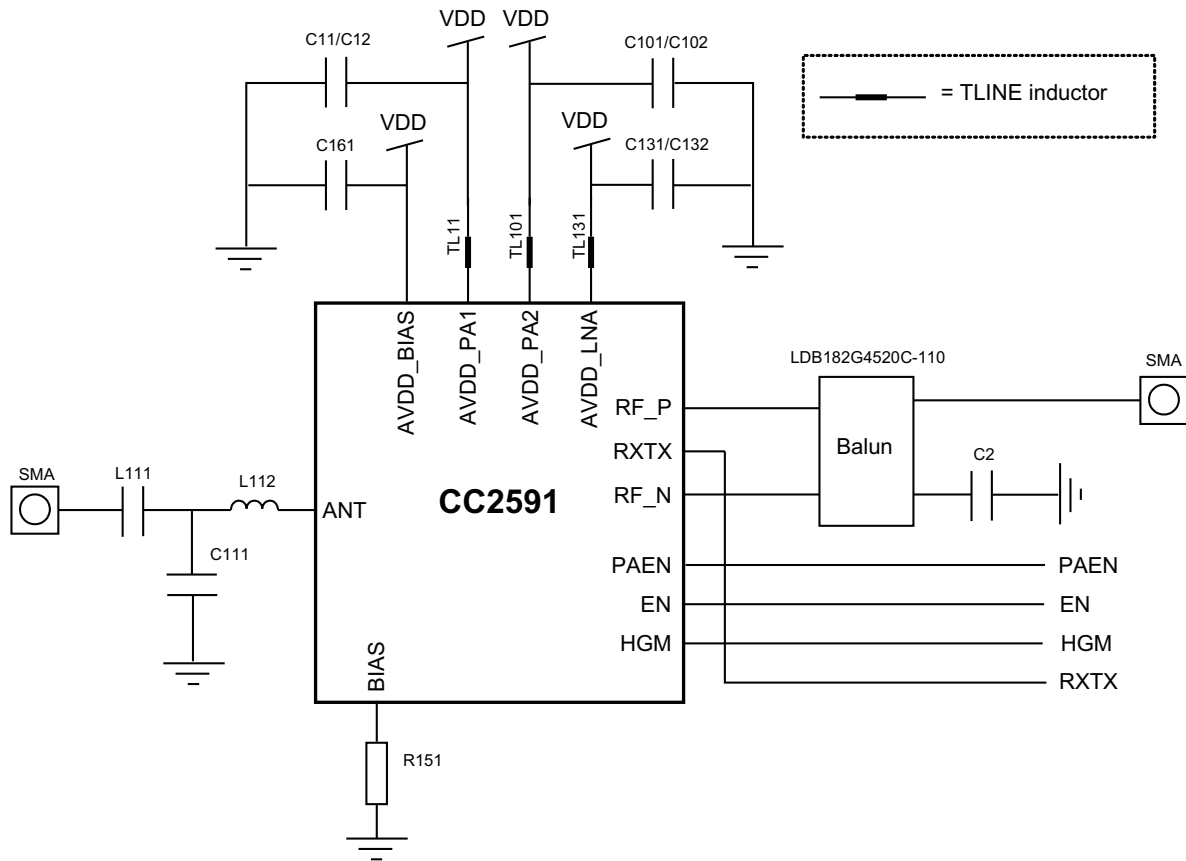 VDD
VDD
C11/C12
C101/C102
= TLINE inductor
VDD
VDD
C161
C131/C132
TL11
TL101
TL131
AVDD_BIAS
AVDD_PA1
AVDD_PA2
AVDD_LNA
LDB182G4520C-110
SMA
RF_P
RXTX
Balun
C2
SMA
L111
L112
ANT
CC2591
RF_N
C111
PAEN
PAEN
EN
EN
HGM
HGM
BIAS
RXTX
R151